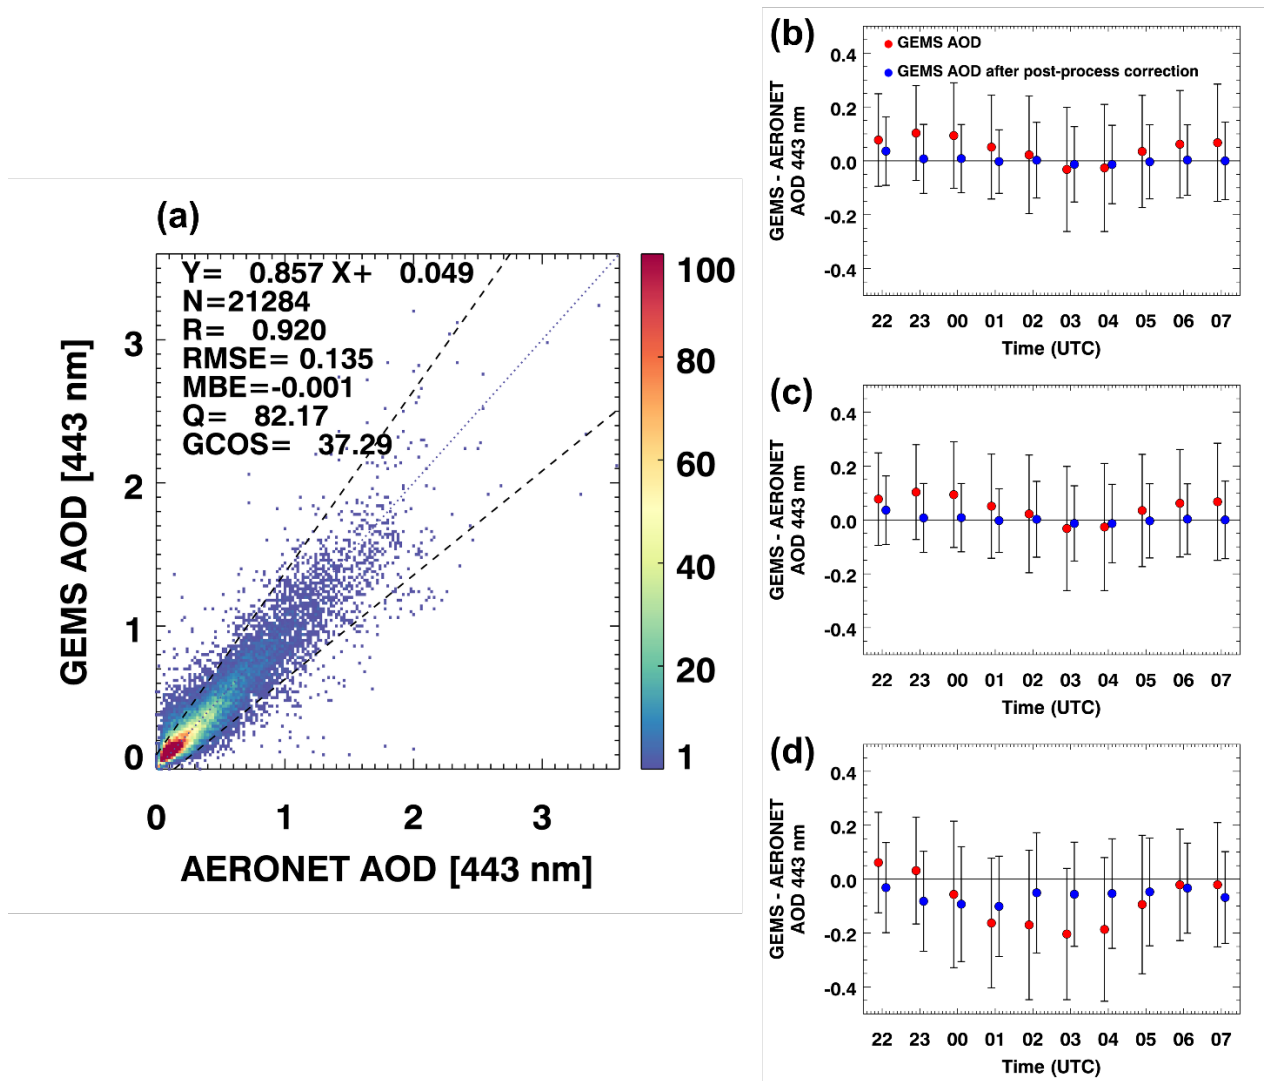 (a)
Y= 0.857 X+ 0.049
N=21284
R= 0.920
RMSE= 0.135
MBE=-0.001
Q= 82.17
GCOS= 37.29
GEMS AOD [443 nm]
3
2
1
0
0 1 2 3
AERONET AOD [443 nm]
100
80
60
40
20
1
(b)
GEMS AOD
GEMS AOD after post-process correction
GEMS - AERONET
AOD 443 nm
0.4
0.2
0.0
-0.2
-0.4
22 23 00 01 02 03 04 05 06 07
Time (UTC)
(c)
GEMS - AERONET
AOD 443 nm
0.4
0.2
0.0
-0.2
-0.4
22 23 00 01 02 03 04 05 06 07
Time (UTC)
(d)
GEMS - AERONET
AOD 443 nm
0.4
0.2
0.0
-0.2
-0.4
22 23 00 01 02 03 04 05 06 07
Time (UTC)